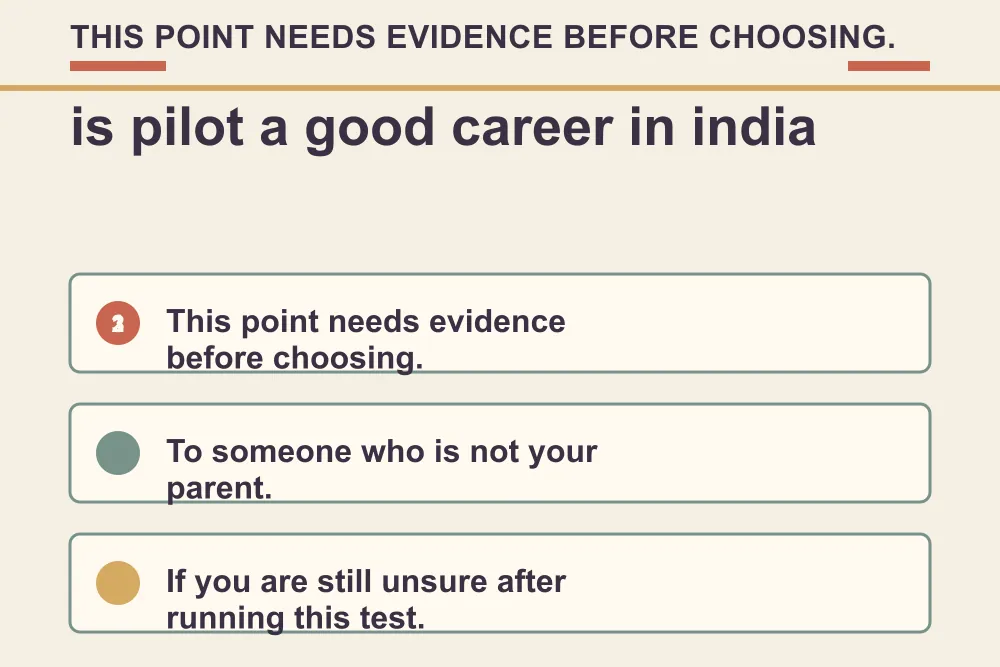 THIS POINT NEEDS EVIDENCE BEFORE CHOOSING.
is pilot a good career in india
This point needs evidence
before choosing.
To someone who is not your
parent.
If you are still unsure after
running this test.